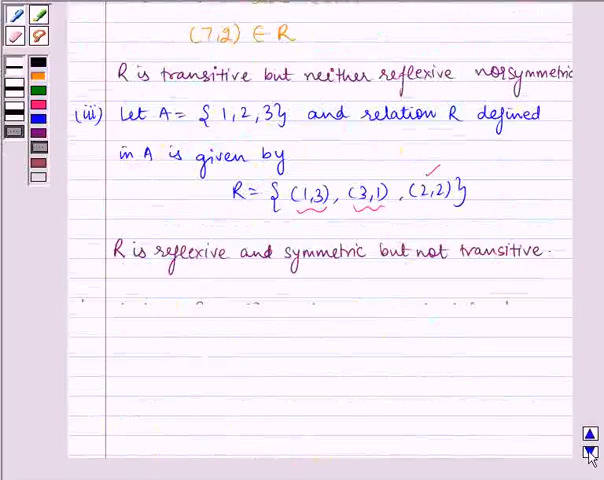 (7,2) ∈ R
R is transitive but neither reflexive nor symmetric
(iii) Let A = { 1, 2, 3} and relation R defined
in A is given by
R = { (1,3), (3,1), (2,2)}
R is reflexive and symmetric but not transitive.